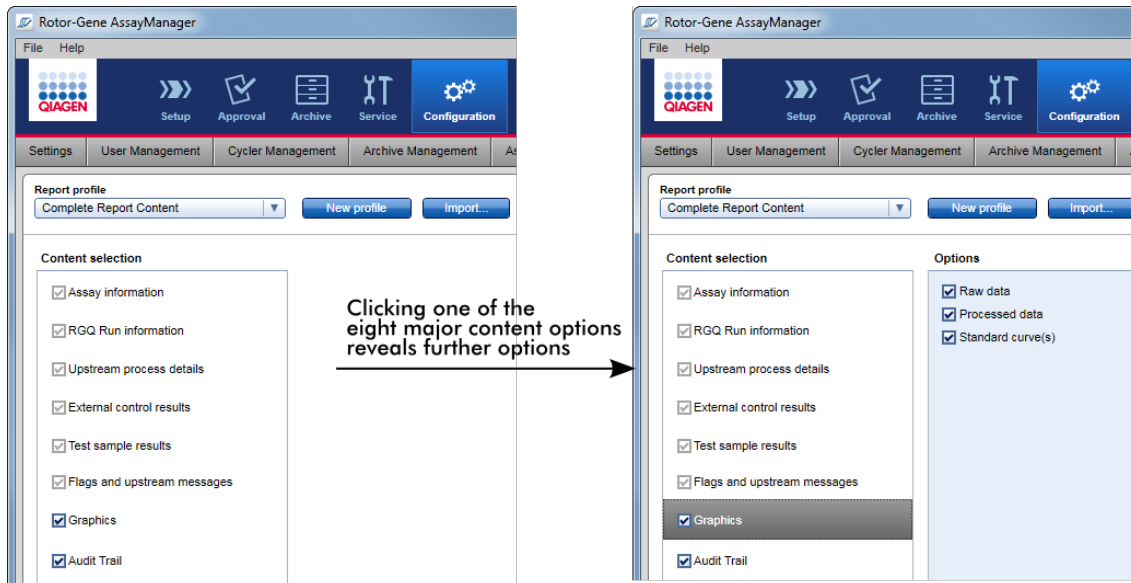 Rotor-Gene AssayManager
File Help
QIAGEN
Setup Approval Archive Service Configuration
Settings User Management Cycler Management Archive Management As
Report profile
Complete Report Content New profile Import...
Content selection
Assay information
RGQ Run information
Upstream process details
External control results
Test sample results
Flags and upstream messages
Graphics
Audit Trail
Clicking one of the
eight major content options
reveals further options
Rotor-Gene AssayManager
File Help
QIAGEN
Setup Approval Archive Service Configuration
Settings User Management Cycler Management Archive Management
Report profile
Complete Report Content New profile Import...
Content selection
Assay information
RGQ Run information
Upstream process details
External control results
Test sample results
Flags and upstream messages
Graphics
Audit Trail
Options
Raw data
Processed data
Standard curve(s)